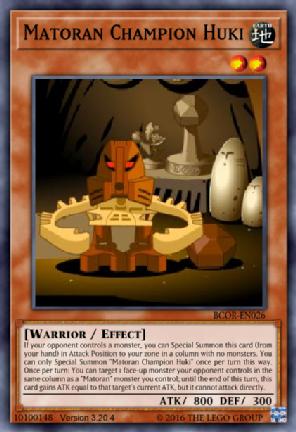 MATORAN CHAMPION HUKI
EARTH
地
BCOR-EN026
[WARRIOR / EFFECT]
If your opponent controls a monster, you can Special Summon this card (from
your hand) in Attack Position to your zone in a column with no monsters. You
can only Special Summon "Matoran Champion Huki" once per turn this way.
Once per turn: You can target 1 face-up monster your opponent controls in the
same column as a "Matoran" monster you control; until the end of this turn, this
card gains ATK equal to that target's current ATK, but it cannot attack directly.
ATK/ 800 DEF/ 300
10100148 Version 3.20.4
©2016 THE LEGO GROUP